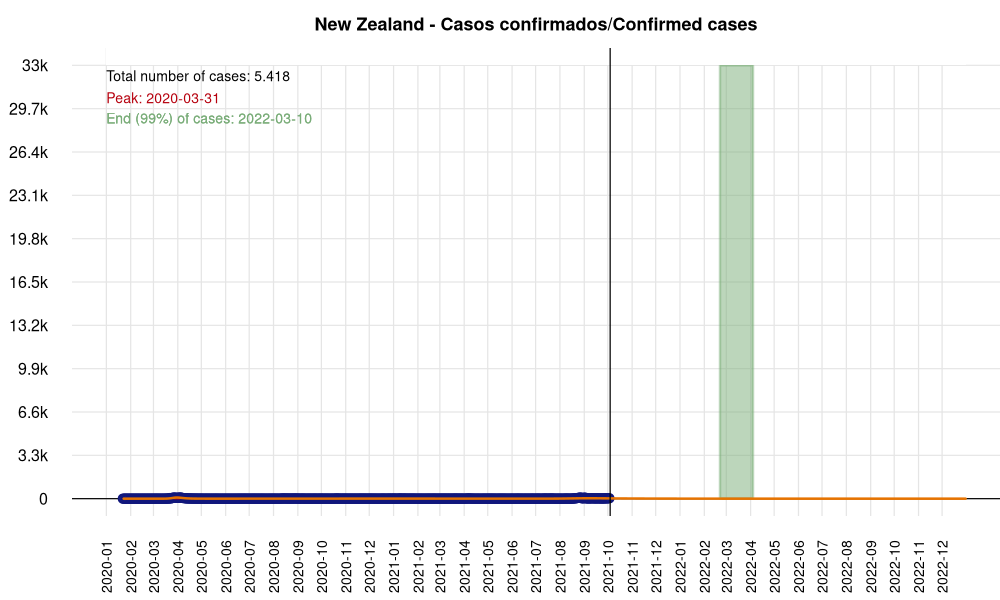 New Zealand - Casos confirmados/Confirmed cases
Total number of cases: 5.418
Peak: 2020-03-31
End (99%) of cases: 2022-03-10
33k
29.7k
26.4k
23.1k
19.8k
16.5k
13.2k
9.9k
6.6k
3.3k
0
2020-01
2020-02
2020-03
2020-04
2020-05
2020-06
2020-07
2020-08
2020-09
2020-10
2020-11
2020-12
2021-01
2021-02
2021-03
2021-04
2021-05
2021-06
2021-07
2021-08
2021-09
2021-10
2021-11
2021-12
2022-01
2022-02
2022-03
2022-04
2022-05
2022-06
2022-07
2022-08
2022-09
2022-10
2022-11
2022-12